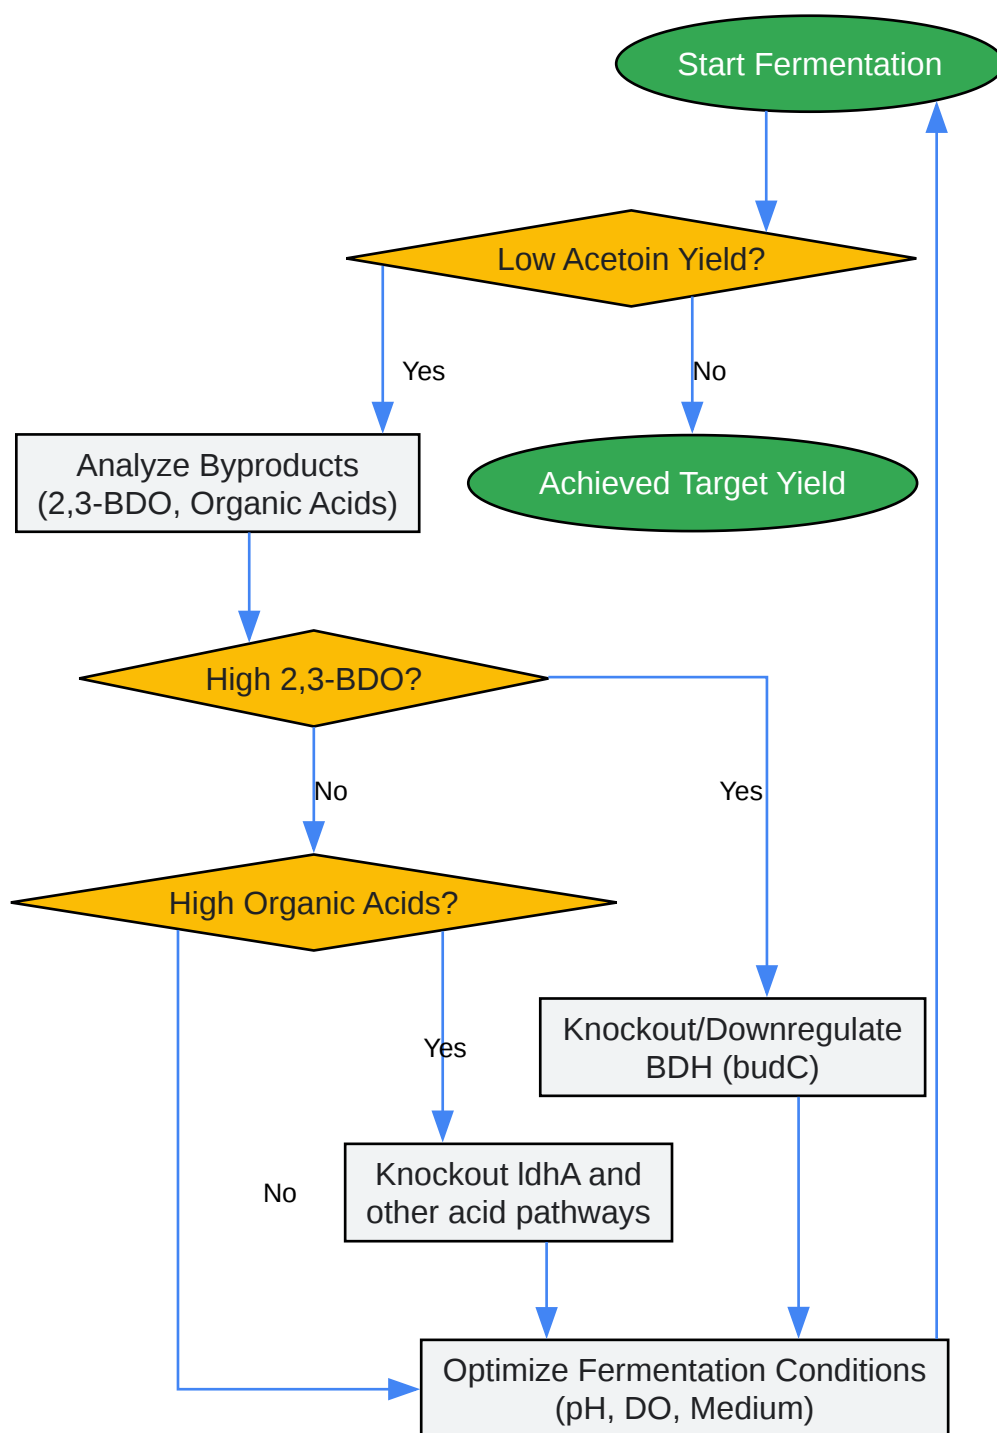 Start Fermentation
Low Acetoin Yield?
Yes
No
Analyze Byproducts
(2,3-BDO, Organic Acids)
Achieved Target Yield
High 2,3-BDO?
No
Yes
High Organic Acids?
Knockout/Downregulate
BDH (budC)
Yes
Knockout ldhA and
other acid pathways
No
Optimize Fermentation Conditions
(pH, DO, Medium)